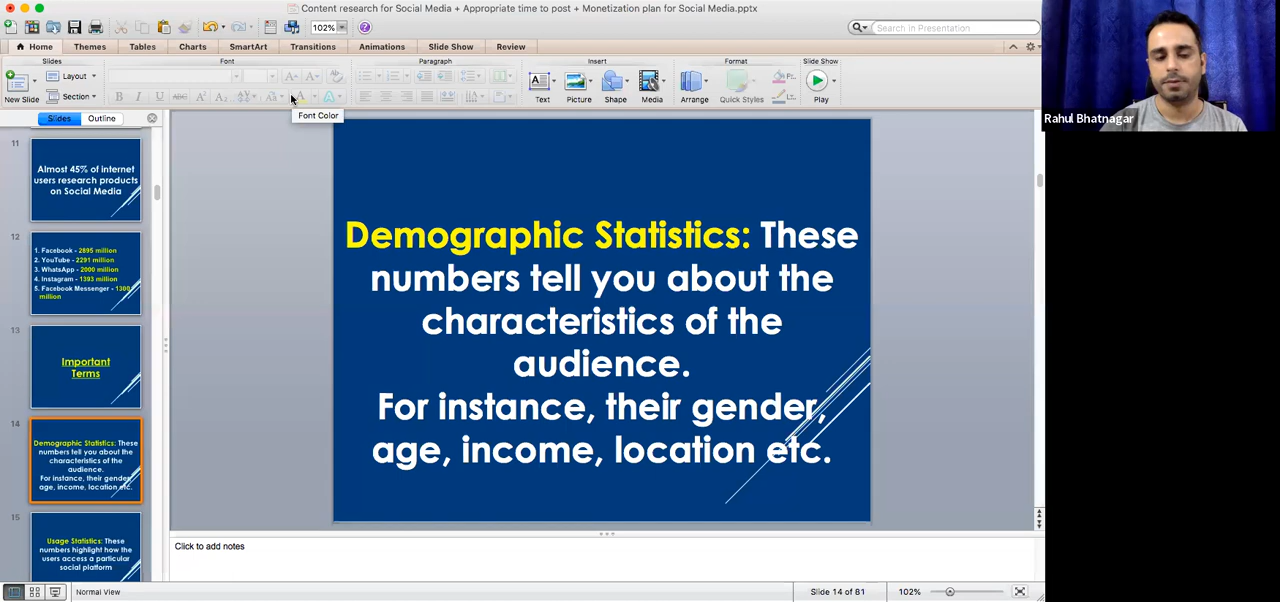 Content research for Social Media + Appropriate time to post + Monetization plan for Social Media.pptx
102%
Search in Presentation
Home Themes Tables Charts SmartArt Transitions Animations Slide Show Review
Slides Font Paragraph Insert Format Slide Show
New Slide
Layout
Section
B I U ABC A² A₂
Text Picture Shape Media Arrange Quick Styles Play
Font Color
Slides Outline
11
Almost 45% of internet
users research products
on Social Media
12
1. Facebook - 2895 million
2. YouTube - 2291 million
3. WhatsApp - 2000 million
4. Instagram - 1393 million
5. Facebook Messenger - 1300
million
13
Important
Terms
14
Demographic Statistics: These
numbers tell you about the
characteristics of the
audience.
For instance, their gender,
age, income, location etc.
15
Usage Statistics: These
numbers highlight how the
users access a particular
social platform
Demographic Statistics: These
numbers tell you about the
characteristics of the
audience.
For instance, their gender,
age, income, location etc.
Click to add notes
Normal View
Slide 14 of 81
102%
Rahul Bhatnagar